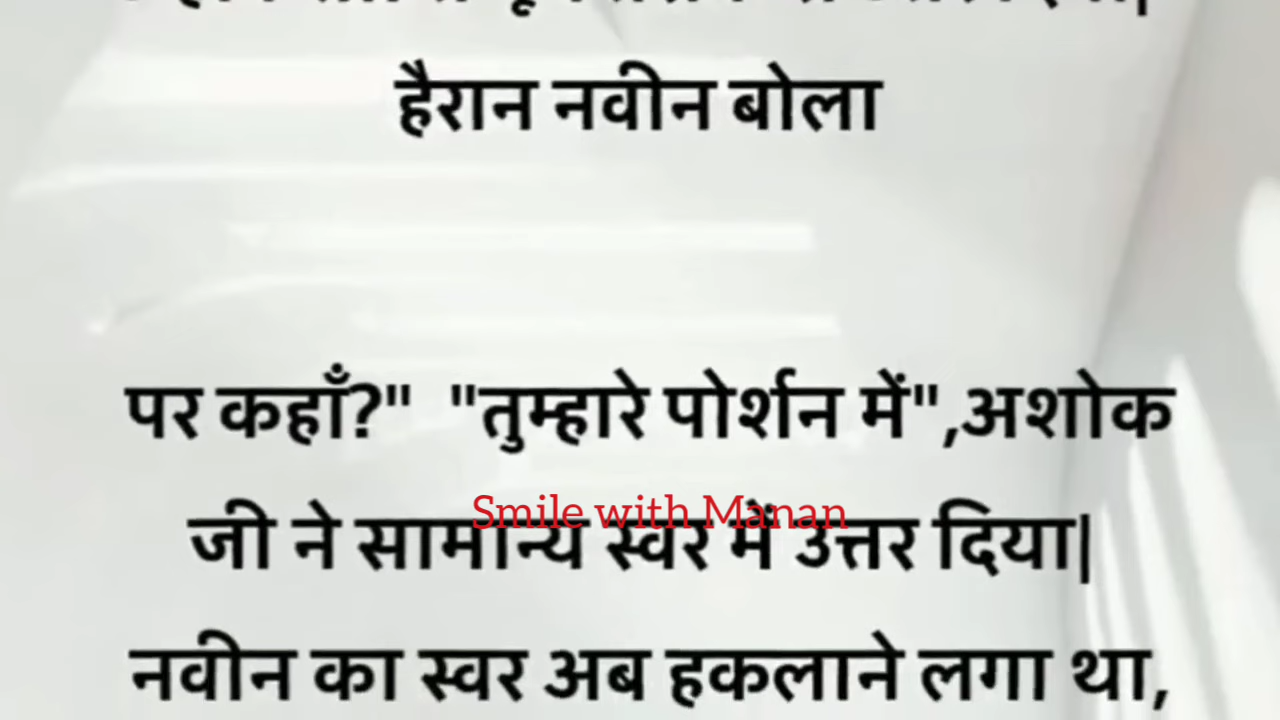 हैरान नवीन बोला
पर कहाँ?" "तुम्हारे पोर्शन में",अशोक
Smile with Manan
जी ने सामान्य स्वर में उत्तर दिया|
नवीन का स्वर अब हकलाने लगा था,